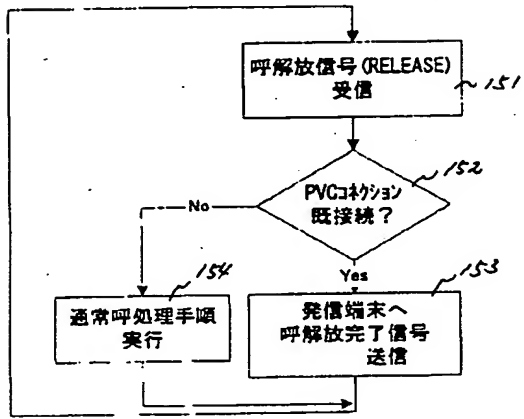 呼解放信号(RELEASE)
受信
151
152
PVCコネクション
既接続?
No
Yes
154
153
通常呼処理手順
実行
発信端末へ
呼解放完了信号
送信